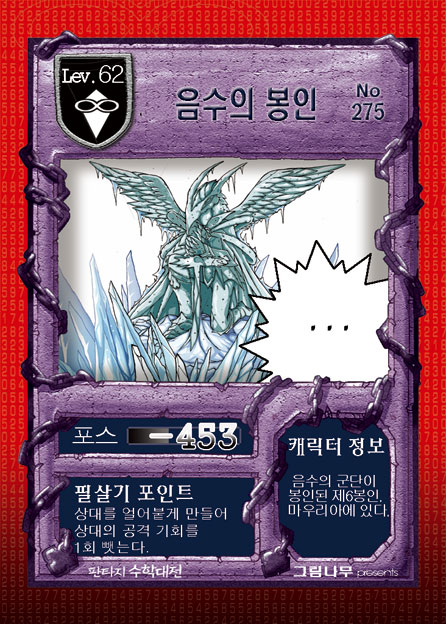 Lev. 62
음수의 봉인
No
275
...
포스 -453
필살기 포인트
상대를 얼어붙게 만들어
상대의 공격 기회를
1회 뺏는다.
캐릭터 정보
음수의 군단이
봉인된 제6봉인.
마우리아에 있다.
판타지 수학대전
그림나무 presents